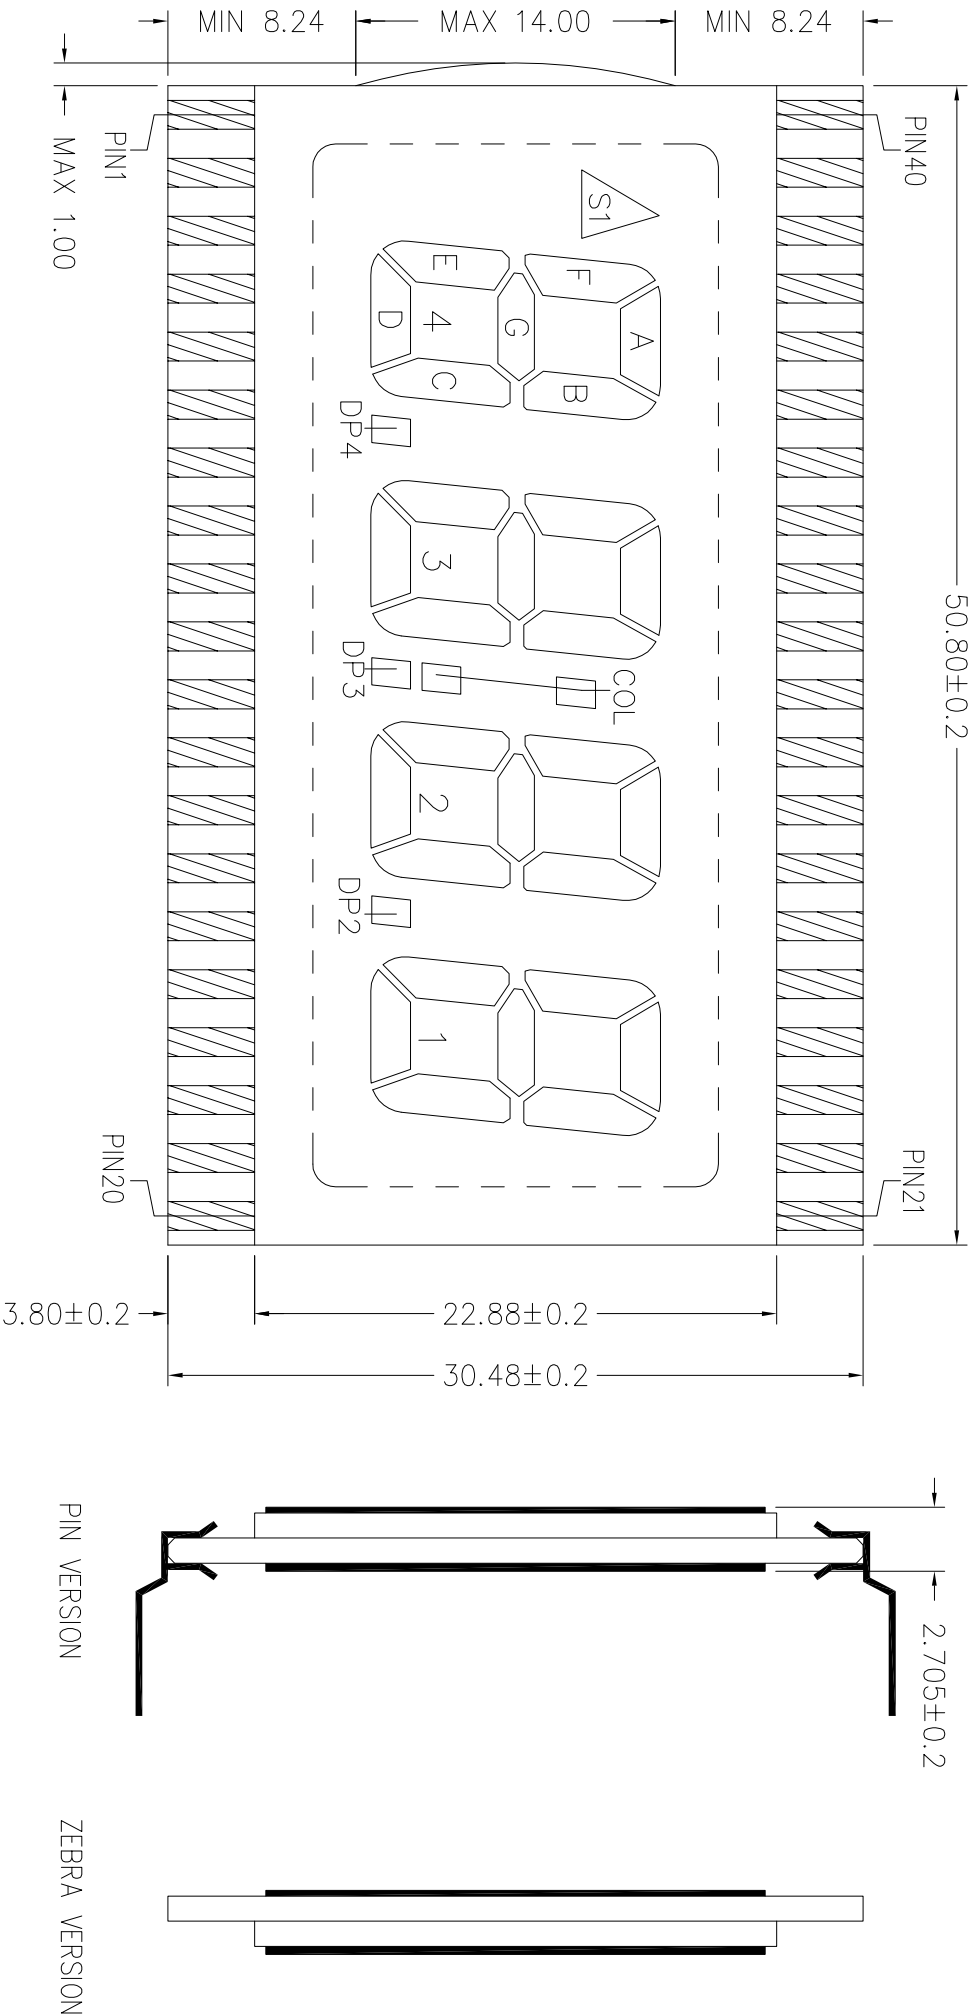 50.80±0.2
PIN40
PIN21
MIN 8.24
MAX 14.00
MIN 8.24
S1
A
F
B
G
E
4
C
D
DP4
3
COL
DP3
2
DP2
1
PIN1
PIN20
MAX 1.00
22.88±0.2
30.48±0.2
3.80±0.2
2.705±0.2
PIN VERSION
ZEBRA VERSION